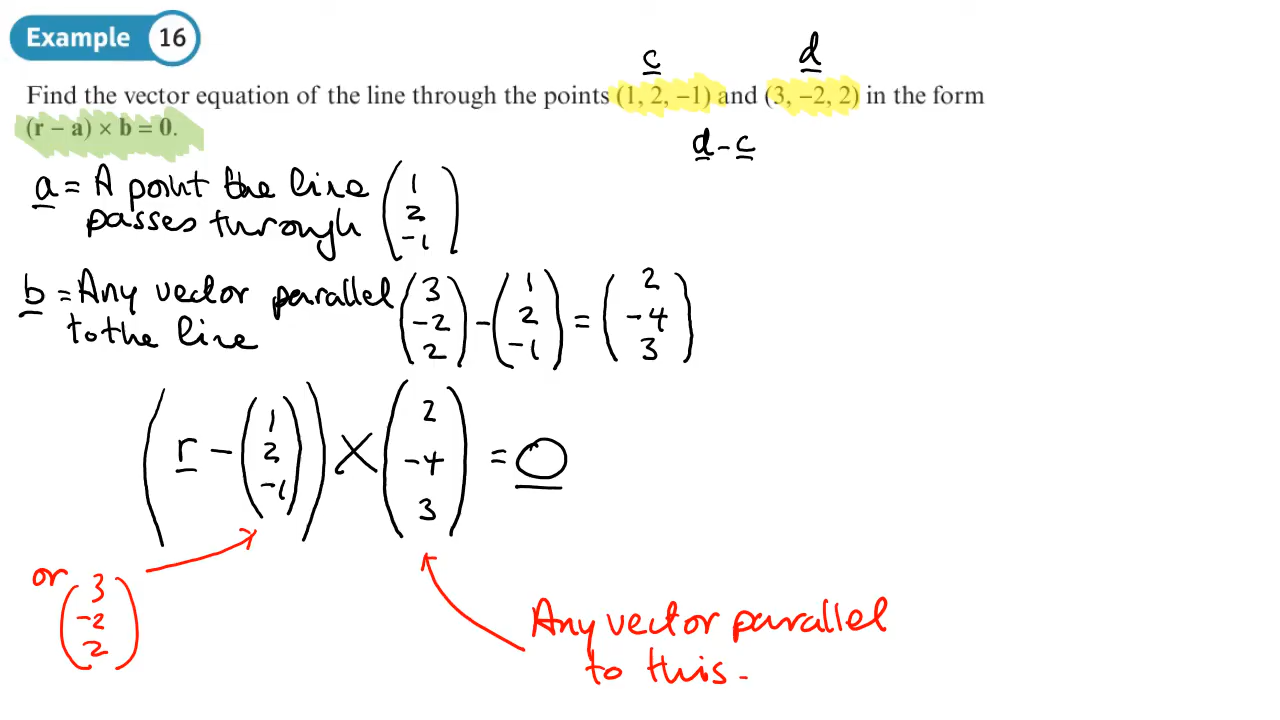 Example 16
c d
Find the vector equation of the line through the points (1, 2, −1) and (3, −2, 2) in the form
(r − a) × b = 0.
d - c
a = A point the line
passes through (1 2 -1)
b = Any vector parallel
to the line (3 -2 2) - (1 2 -1) = (2 -4 3)
(r - (1 2 -1)) × (2 -4 3) = 0
or (3 -2 2)
Any vector parallel
to this.